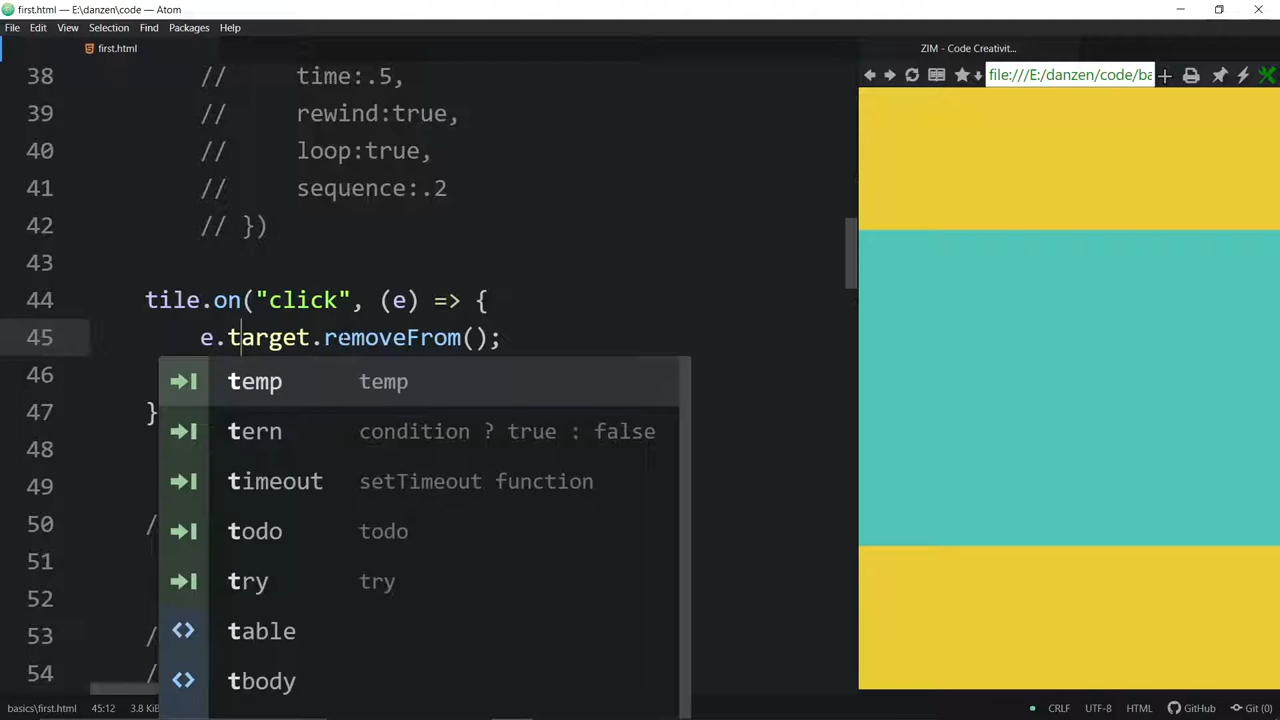 first.html — E:\danzen\code — Atom
File Edit View Selection Find Packages Help
first.html
ZIM - Code Creativit...
file:///E:/danzen/code/ba
38 // time:.5,
39 // rewind:true,
40 // loop:true,
41 // sequence:.2
42 // })
43
44 tile.on("click", (e) => {
45 e.target.removeFrom();
46
47 }
48
49
50 /
51
52
53 /
54 /
temp temp
tern condition ? true : false
timeout setTimeout function
todo todo
try try
<> table
<> tbody
basics\first.html 45:12 3.8 KiB CRLF UTF-8 HTML GitHub Git (0)